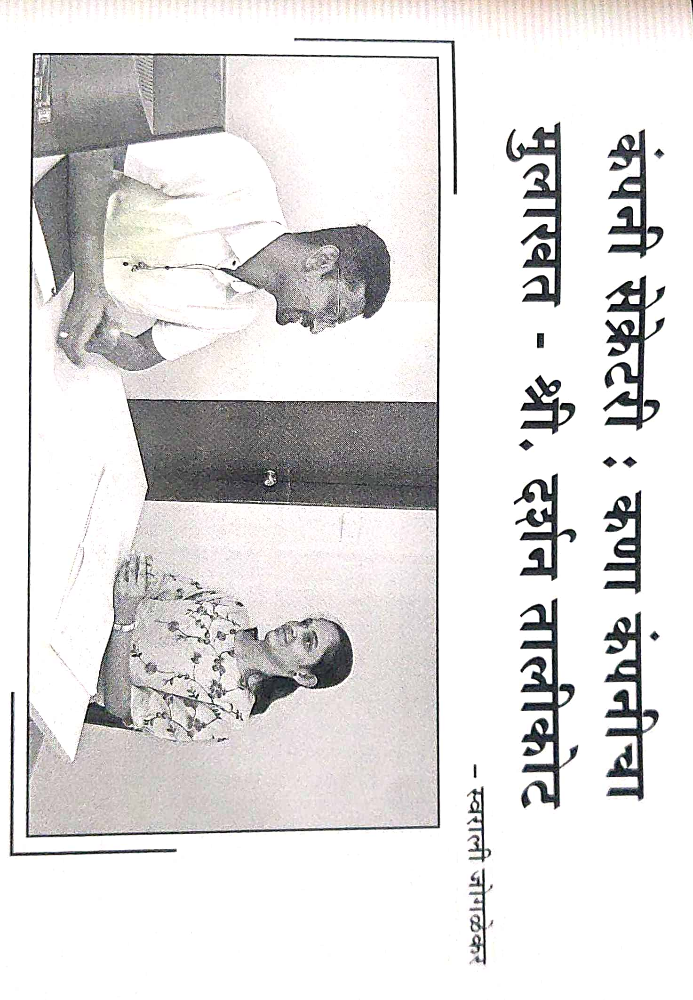 कंपनी सेक्रेटरी : कणा कंपनीचा
मुलाखत - श्री. दर्शन तालीकोट
- स्वराली जोगळेकर